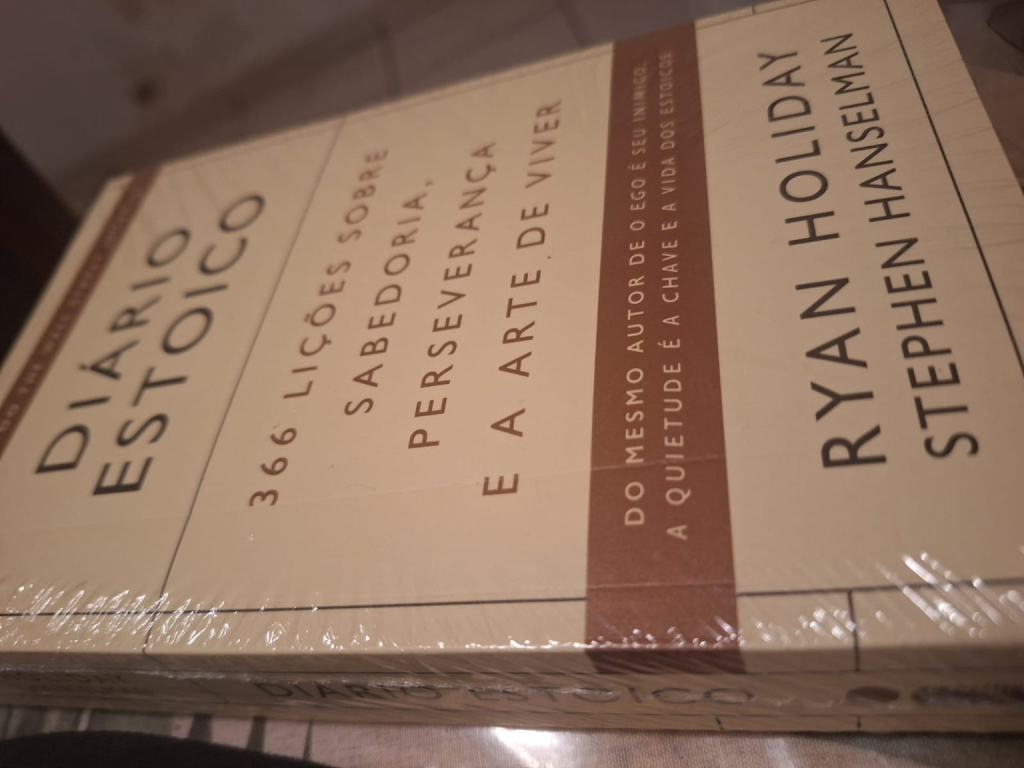 DIÁRIO
ESTOICO
366 LIÇÕES SOBRE
SABEDORIA,
PERSEVERANÇA
E A ARTE DE VIVER
DO MESMO AUTOR DE O EGO É SEU INIMIGO,
A QUIETUDE É A CHAVE E A VIDA DOS ESTOICOS
RYAN HOLIDAY
STEPHEN HANSELMAN
DIÁRIO ESTOICO